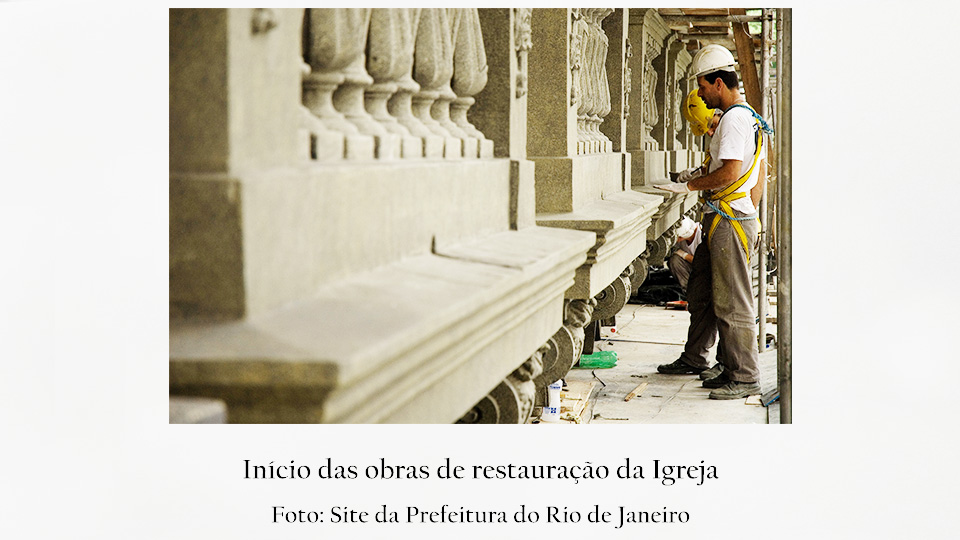 Início das obras de restauração da Igreja
Foto: Site da Prefeitura do Rio de Janeiro